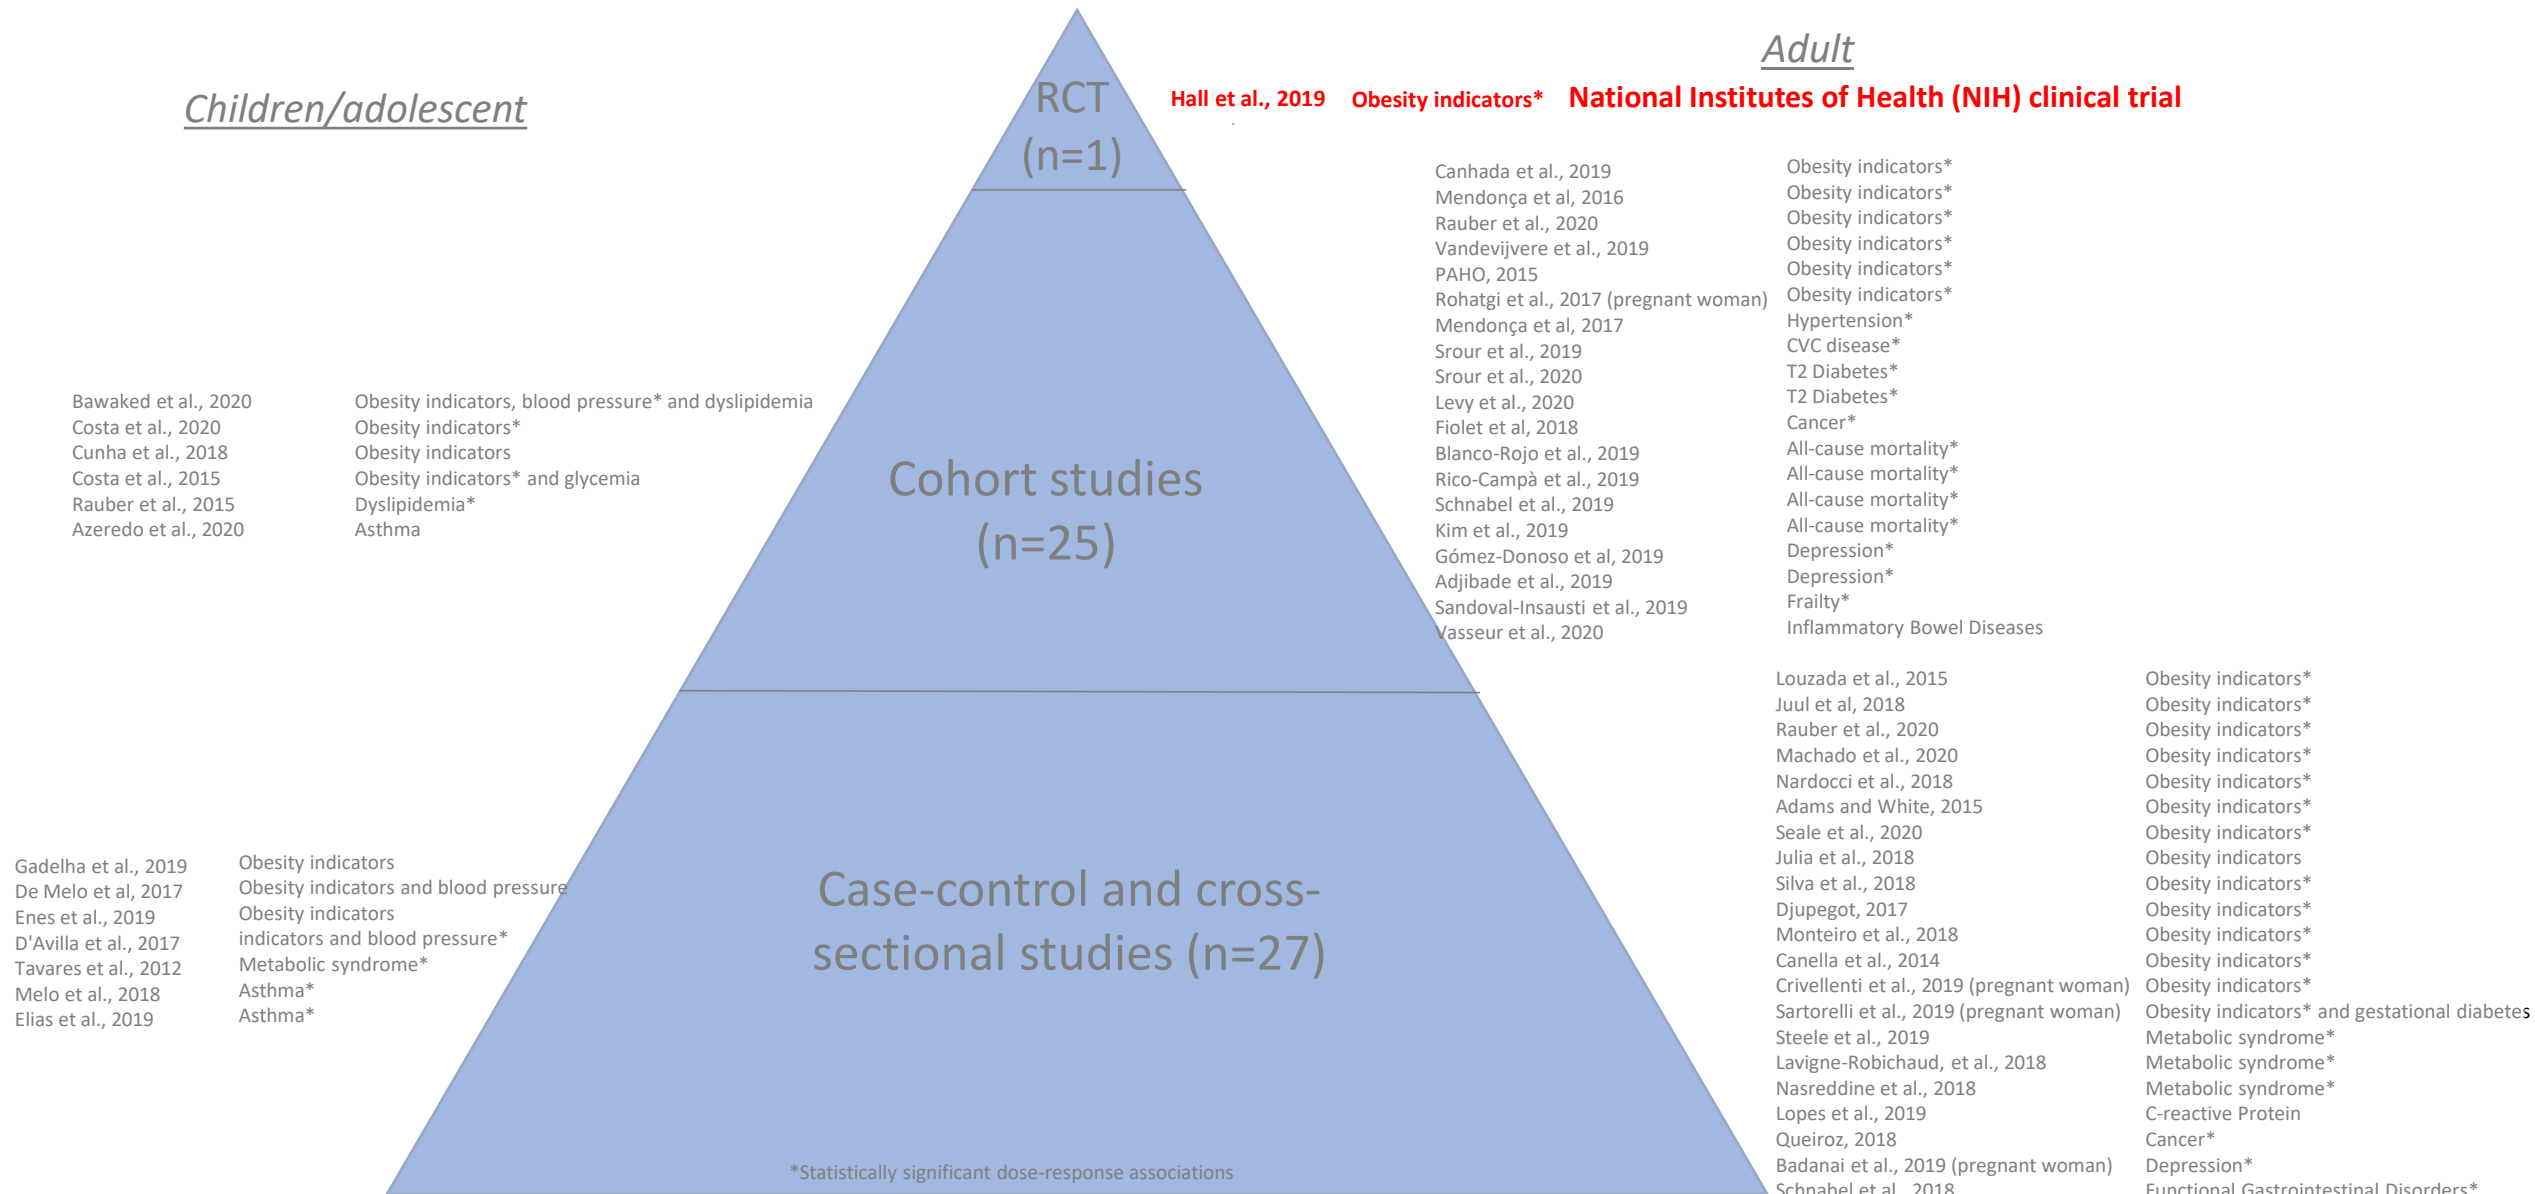 Children/adolescent
Adult
RCT
(n=1)
Hall et al., 2019 Obesity indicators* National Institutes of Health (NIH) clinical trial
Canhada et al., 2019 Obesity indicators*
Mendonça et al, 2016 Obesity indicators*
Rauber et al., 2020 Obesity indicators*
Vandevijvere et al., 2019 Obesity indicators*
PAHO, 2015 Obesity indicators*
Rohatgi et al., 2017 (pregnant woman) Obesity indicators*
Mendonça et al, 2017 Hypertension*
Srour et al., 2019 CVC disease*
Srour et al., 2020 T2 Diabetes*
Levy et al., 2020 T2 Diabetes*
Fiolet et al, 2018 Cancer*
Blanco-Rojo et al., 2019 All-cause mortality*
Rico-Campà et al., 2019 All-cause mortality*
Schnabel et al., 2019 All-cause mortality*
Kim et al., 2019 All-cause mortality*
Gómez-Donoso et al, 2019 Depression*
Adjibade et al., 2019 Depression*
Sandoval-Insausti et al., 2019 Frailty*
Vasseur et al., 2020 Inflammatory Bowel Diseases
Bawaked et al., 2020 Obesity indicators, blood pressure* and dyslipidemia
Costa et al., 2020 Obesity indicators*
Cunha et al., 2018 Obesity indicators
Costa et al., 2015 Obesity indicators* and glycemia
Rauber et al., 2015 Dyslipidemia*
Azeredo et al., 2020 Asthma
Cohort studies
(n=25)
Louzada et al., 2015 Obesity indicators*
Juul et al, 2018 Obesity indicators*
Rauber et al., 2020 Obesity indicators*
Machado et al., 2020 Obesity indicators*
Nardocci et al., 2018 Obesity indicators*
Adams and White, 2015 Obesity indicators*
Seale et al., 2020 Obesity indicators*
Julia et al., 2018 Obesity indicators
Silva et al., 2018 Obesity indicators*
Djupegot, 2017 Obesity indicators*
Monteiro et al., 2018 Obesity indicators*
Canella et al., 2014 Obesity indicators*
Crivellenti et al., 2019 (pregnant woman) Obesity indicators*
Sartorelli et al., 2019 (pregnant woman) Obesity indicators* and gestational diabetes
Steele et al., 2019 Metabolic syndrome*
Lavigne-Robichaud, et al., 2018 Metabolic syndrome*
Nasreddine et al., 2018 Metabolic syndrome*
Lopes et al., 2019 C-reactive Protein
Queiroz, 2018 Cancer*
Badanai et al., 2019 (pregnant woman) Depression*
Schnabel et al., 2018 Functional Gastrointestinal Disorders*
Gadelha et al., 2019 Obesity indicators
De Melo et al, 2017 Obesity indicators and blood pressure
Enes et al., 2019 Obesity indicators
D'Avilla et al., 2017 indicators and blood pressure*
Tavares et al., 2012 Metabolic syndrome*
Melo et al., 2018 Asthma*
Elias et al., 2019 Asthma*
Case-control and cross-
sectional studies (n=27)
*Statistically significant dose-response associations